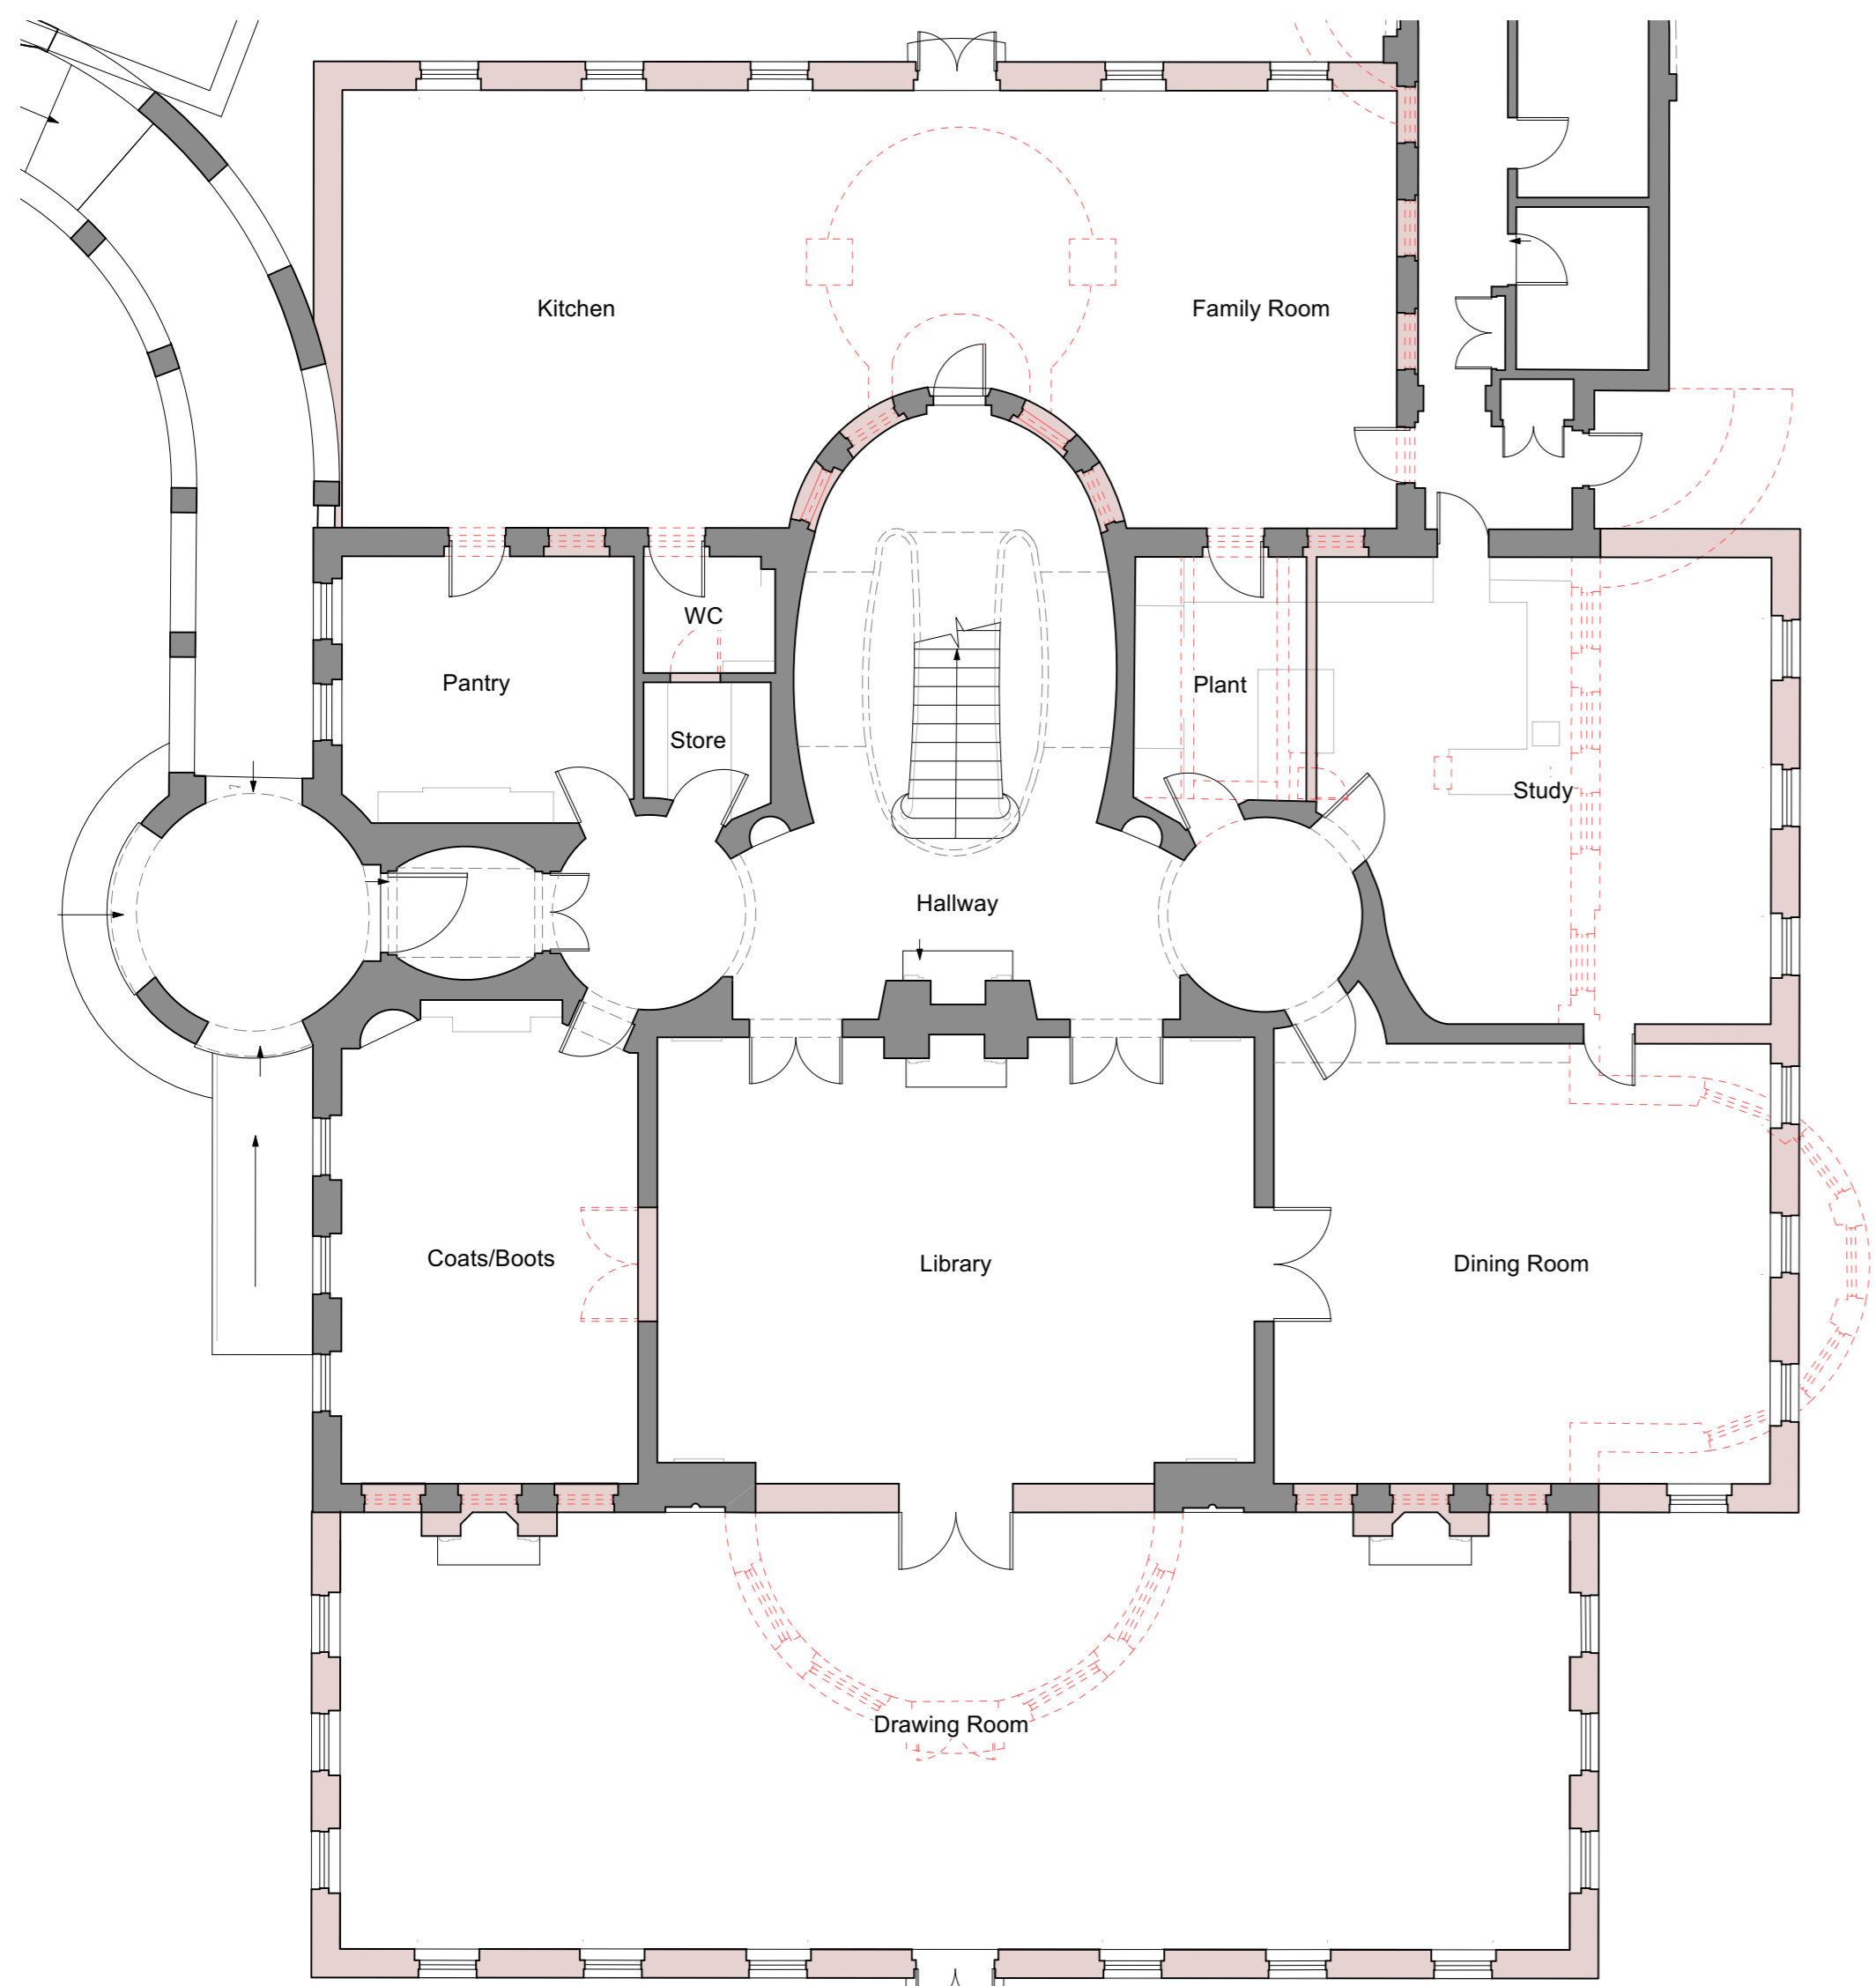 Kitchen
Family Room
WC
Pantry
Plant
Store
Study
Hallway
Coats/Boots
Library
Dining Room
Drawing Room